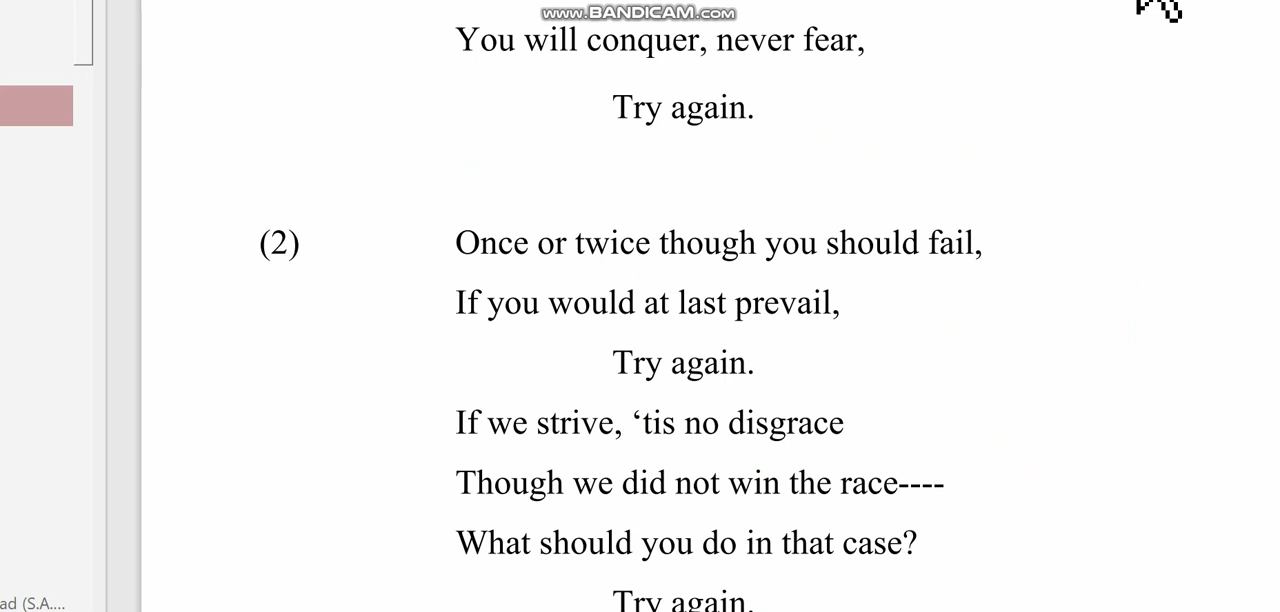 www.BANDICAM.com
You will conquer, never fear,
Try again.
(2) Once or twice though you should fail,
If you would at last prevail,
Try again.
If we strive, ‘tis no disgrace
Though we did not win the race----
What should you do in that case?
Try again.
ad (S.A....